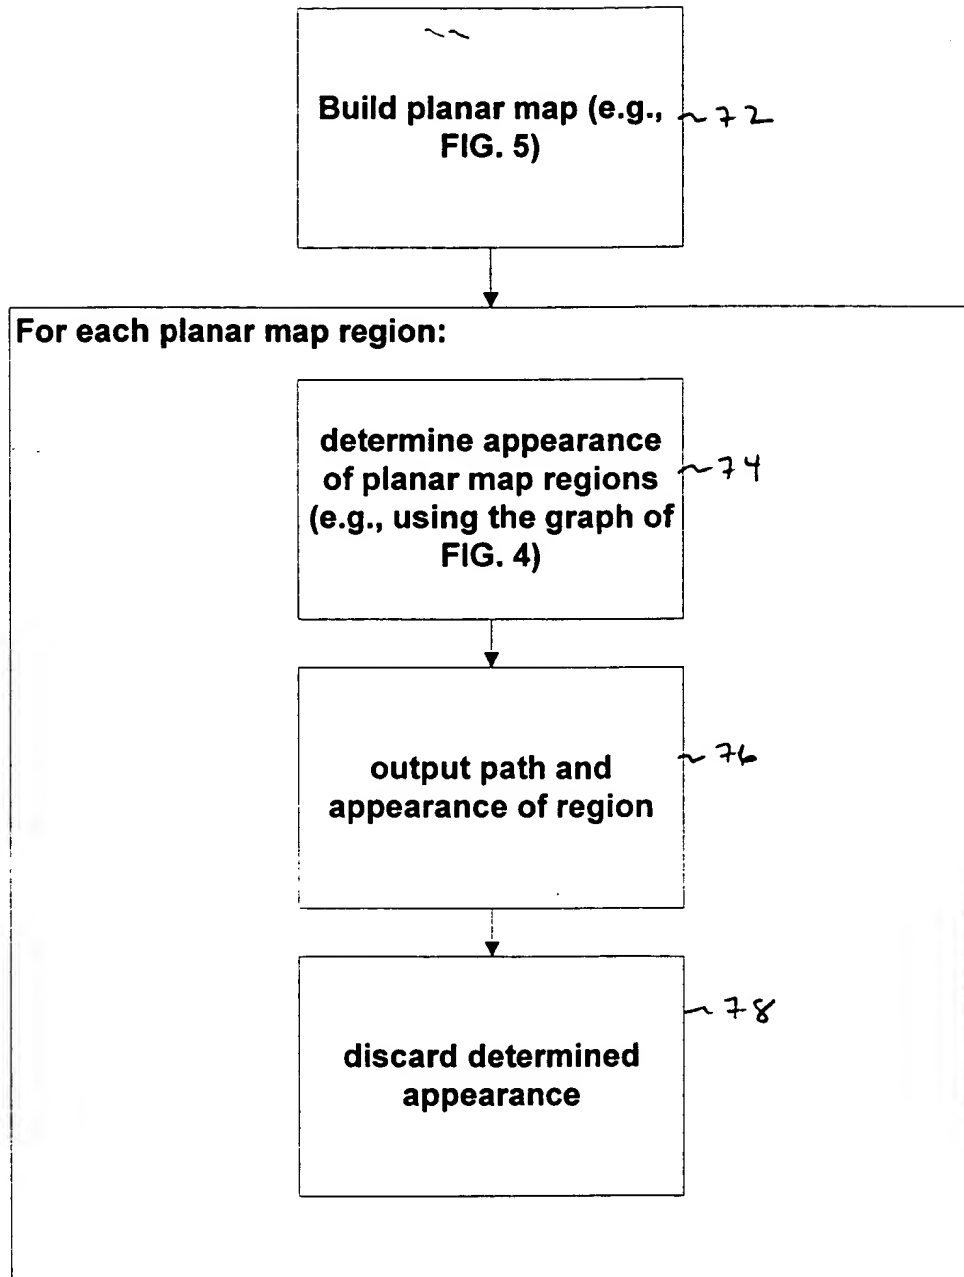 Build planar map (e.g.,
FIG. 5)
~72
For each planar map region:
determine appearance
of planar map regions
(e.g., using the graph of
FIG. 4)
~74
output path and
appearance of region
~76
discard determined
appearance
~78